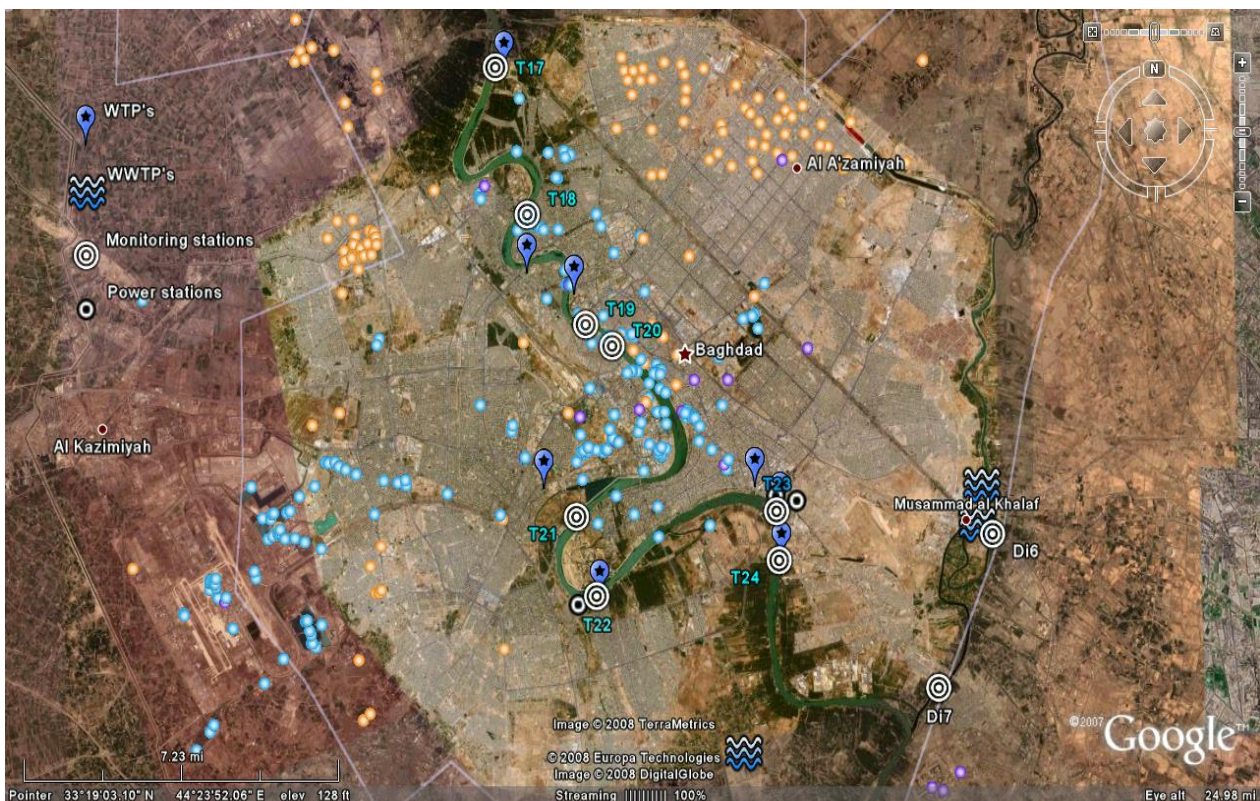 T17
WTP's
WWTP's
Al A'zamiyah
T18
Monitoring stations
Power stations
T19
T20
Baghdad
Al Kazimiyah
T23
Musammad al Khalaf
T21
Di6
T24
T22
Di7
Image © 2008 TerraMetrics
©2007 Google™
© 2008 Europa Technologies
7.23 mi
Image © 2008 DigitalGlobe
Pointer 33°19'03.10" N 44°23'52.06" E elev 128 ft Streaming |||||||||| 100% Eye alt 24.98 mi
N